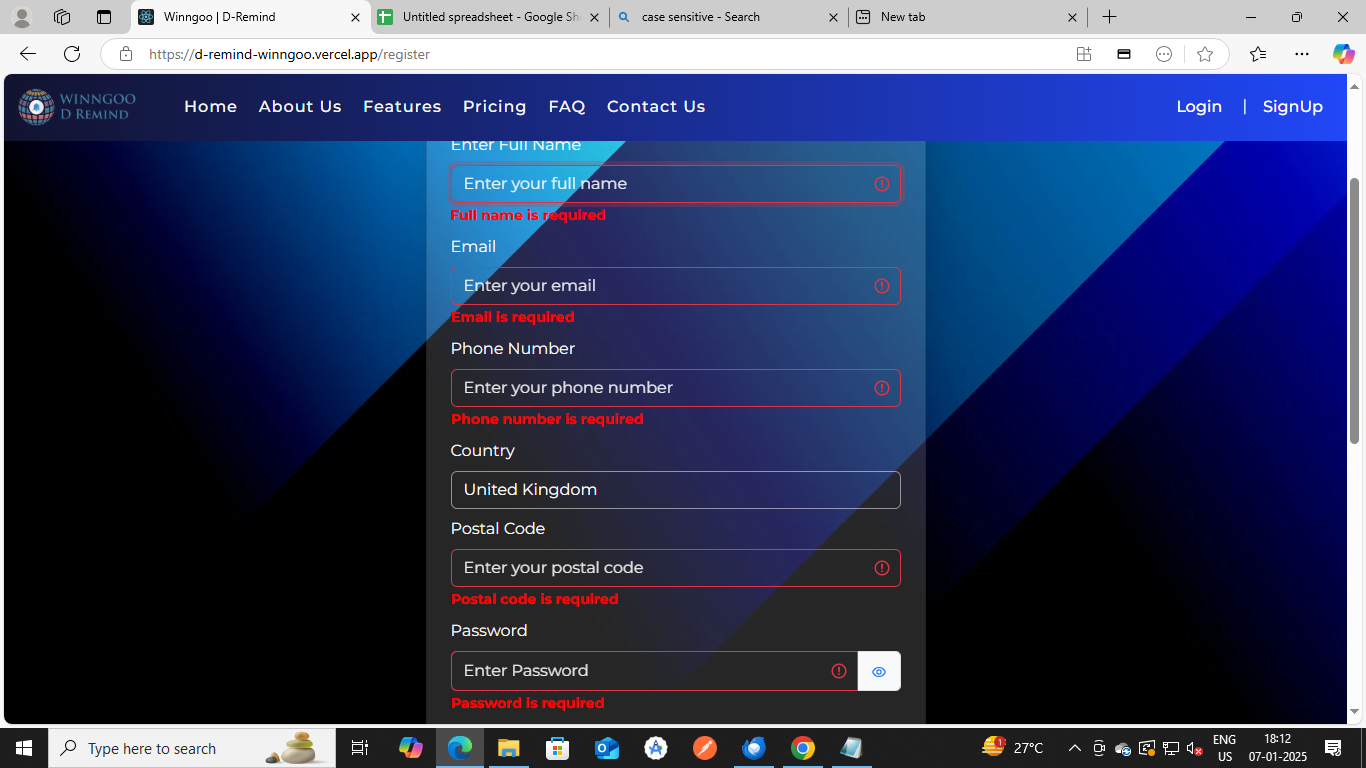 Winngoo | D-Remind
Untitled spreadsheet - Google She
case sensitive - Search
New tab
https://d-remind-winngoo.vercel.app/register
WINNGOO
D REMIND
Home
About Us
Features
Pricing
FAQ
Contact Us
Login
|
SignUp
Enter Full Name
Enter your full name
Full name is required
Email
Enter your email
Email is required
Phone Number
Enter your phone number
Phone number is required
Country
United Kingdom
Postal Code
Enter your postal code
Postal code is required
Password
Enter Password
Password is required
Type here to search
1
27°C
ENG
US
18:12
07-01-2025